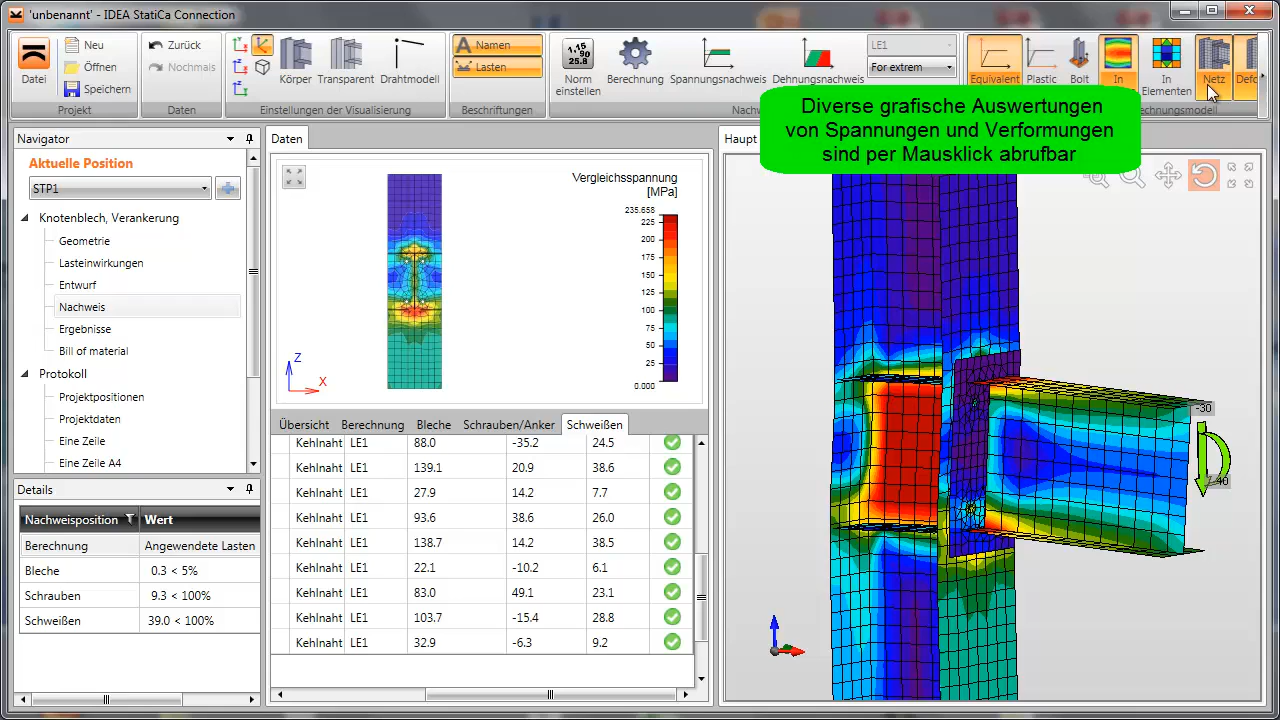 'unbenannt' - IDEA StatiCa Connection
Datei
Neu
Öffnen
Speichern
Projekt
Zurück
Normals
Daten
Körper
Transparent
Drahtmodell
Einstellungen der Visualisierung
Namen
Lasten
Beschriftungen
Norm
einstellen
Berechnung
Spannungsnachweis
Dehnungsnachweis
LE1
For extrem
Equivalent
Plastic
Bolt
In
In
Elementen
Netz
Diverse grafische Auswertungen
von Spannungen und Verformungen
sind per Mausklick abrufbar
Navigator
Aktuelle Position
STP1
Knotenblech, Verankerung
Geometrie
Lasteinwirkungen
Entwurf
Nachweis
Ergebnisse
Bill of material
Protokoll
Projektpositionen
Projektdaten
Eine Zeile
Eine Zeile A4
Details
Nachweisposition Wert
Berechnung Angewendete Lasten
Bleche 0.3 < 5%
Schrauben 9.3 < 100%
Schweißen 39.0 < 100%
Daten
Vergleichsspannung
[MPa]
235.658
225
200
175
150
125
100
75
50
25
0.000
Z
X
Übersicht Berechnung Bleche Schrauben/Anker Schweißen
Kehlnaht LE1 88.0 -35.2 24.5
Kehlnaht LE1 139.1 20.9 38.6
Kehlnaht LE1 27.9 14.2 7.7
Kehlnaht LE1 93.6 38.6 26.0
Kehlnaht LE1 138.7 14.2 38.5
Kehlnaht LE1 22.1 -10.2 6.1
Kehlnaht LE1 83.0 49.1 23.1
Kehlnaht LE1 103.7 -15.4 28.8
Kehlnaht LE1 32.9 -6.3 9.2
Haupt
-30